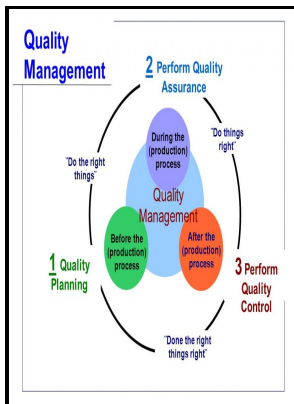 Quality
Management
2 Perform Quality
Assurance
During the
(production)
process
"Do the right
things"
"Do things
right"
Quality
Management
Before the
(production)
process
After the
(production)
process
1 Quality
Planning
3 Perform
Quality
Control
"Done the right
things right"